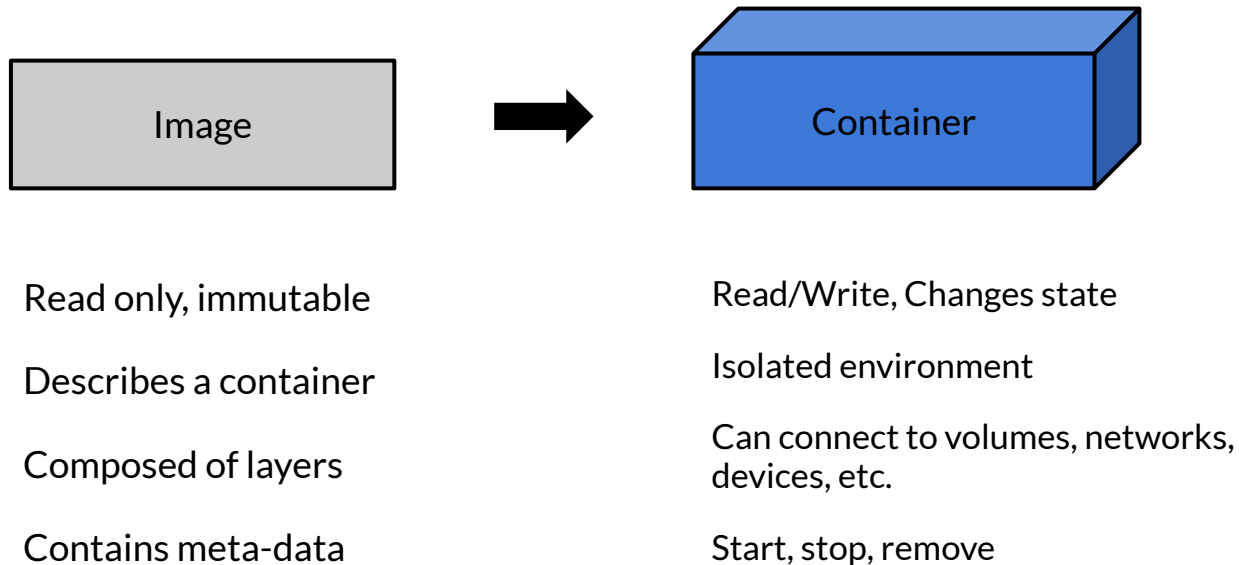 Image
Container
Read only, immutable
Describes a container
Composed of layers
Contains meta-data
Read/Write, Changes state
Isolated environment
Can connect to volumes, networks,
devices, etc.
Start, stop, remove